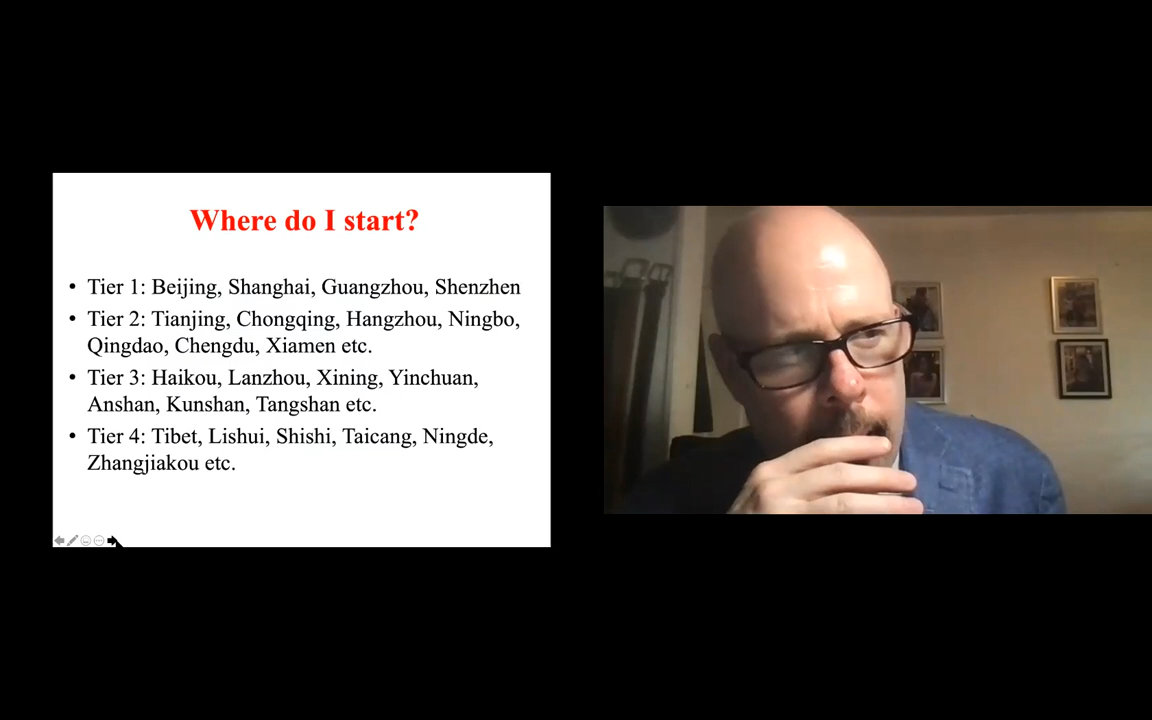 Where do I start?
• Tier 1: Beijing, Shanghai, Guangzhou, Shenzhen
• Tier 2: Tianjing, Chongqing, Hangzhou, Ningbo,
Qingdao, Chengdu, Xiamen etc.
• Tier 3: Haikou, Lanzhou, Xining, Yinchuan,
Anshan, Kunshan, Tangshan etc.
• Tier 4: Tibet, Lishui, Shishi, Taicang, Ningde,
Zhangjiakou etc.